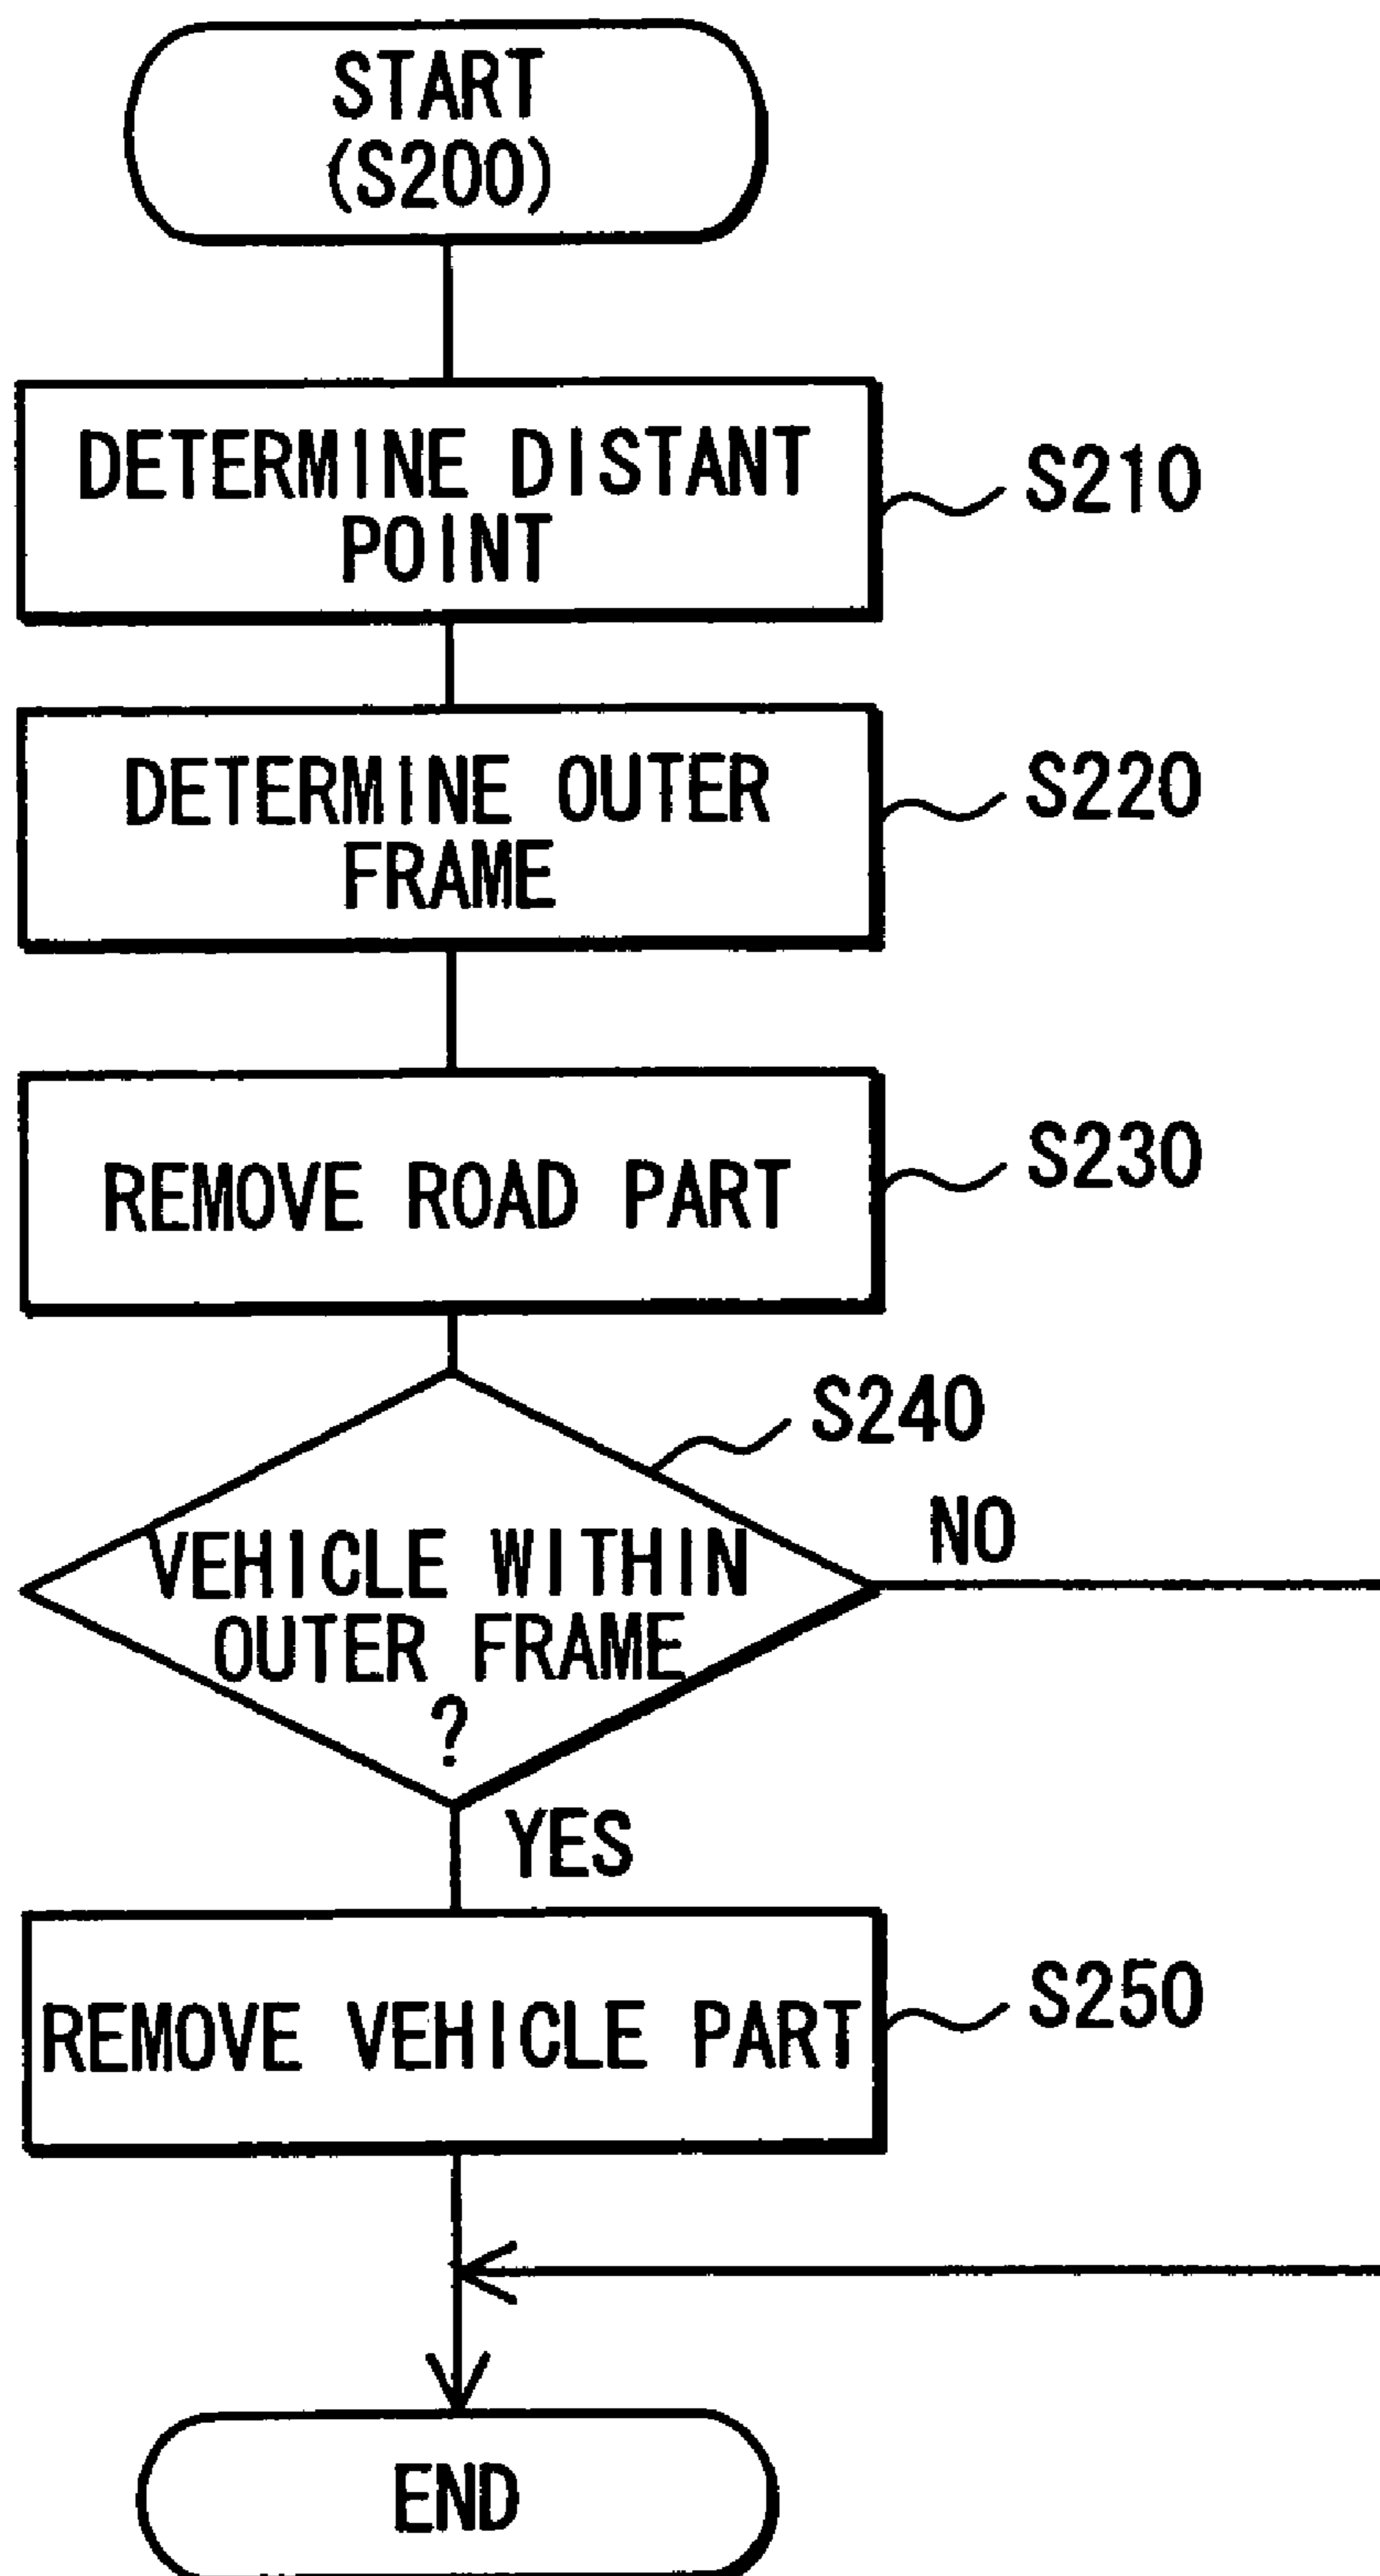 START
(S200)
DETERMINE DISTANT
POINT
S210
DETERMINE OUTER
FRAME
S220
REMOVE ROAD PART
S230
S240
VEHICLE WITHIN
OUTER FRAME
?
NO
YES
REMOVE VEHICLE PART
S250
END